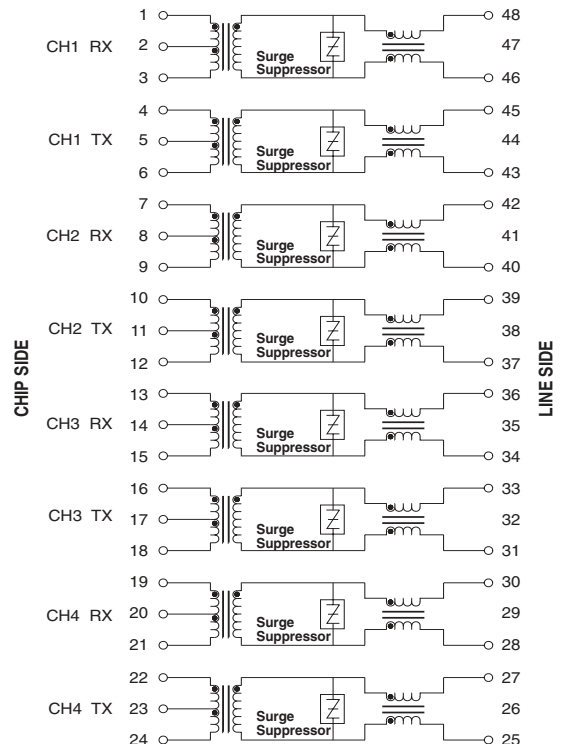 1 48
CH1 RX 2 47
3 46
Surge
Suppressor
4 45
CH1 TX 5 44
6 43
Surge
Suppressor
7 42
CH2 RX 8 41
9 40
Surge
Suppressor
10 39
CH2 TX 11 38
12 37
Surge
Suppressor
CHIP SIDE
LINE SIDE
13 36
CH3 RX 14 35
15 34
Surge
Suppressor
16 33
CH3 TX 17 32
18 31
Surge
Suppressor
19 30
CH4 RX 20 29
21 28
Surge
Suppressor
22 27
CH4 TX 23 26
24 25
Surge
Suppressor